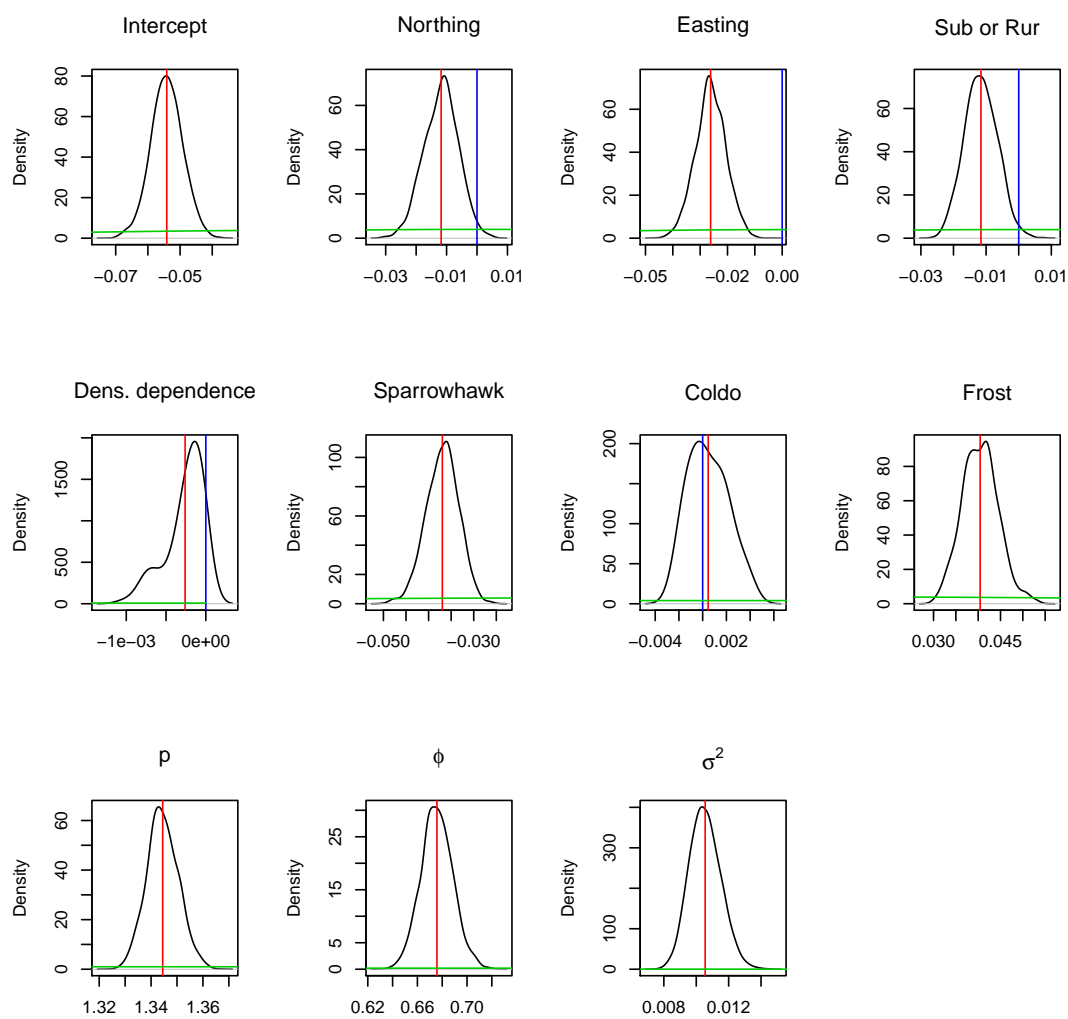 Intercept
Northing
Easting
Sub or Rur
Density
0 20 40 60 80
−0.07 −0.05
Density
0 20 40 60
−0.03 −0.01 0.01
Density
0 20 40 60
−0.05 −0.02 0.00
Density
0 20 40 60
−0.03 −0.01 0.01
Dens. dependence
Sparrowhawk
Coldo
Frost
Density
0 500 1500
−1e−03 0e+00
Density
0 20 60 100
−0.050 −0.030
Density
0 50 100 200
−0.004 0.002
Density
0 20 40 60 80
0.030 0.045
p
ϕ
σ²
Density
0 20 40 60
1.32 1.34 1.36
Density
0 5 15 25
0.62 0.66 0.70
Density
0 100 300
0.008 0.012